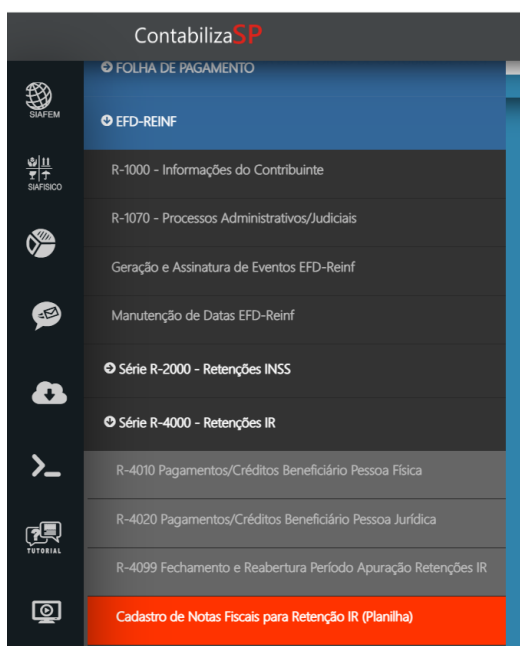 ContabilizaSP
FOLHA DE PAGAMENTO
SIAFEM
EFD-REINF
R-1000 - Informações do Contribuinte
SIAFISICO
R-1070 - Processos Administrativos/Judiciais
Geração e Assinatura de Eventos EFD-Reinf
Manutenção de Datas EFD-Reinf
Série R-2000 - Retenções INSS
Série R-4000 - Retenções IR
R-4010 Pagamentos/Créditos Beneficiário Pessoa Física
R-4020 Pagamentos/Créditos Beneficiário Pessoa Jurídica
TUTORIAL
R-4099 Fechamento e Reabertura Período Apuração Retenções IR
Cadastro de Notas Fiscais para Retenção IR (Planilha)